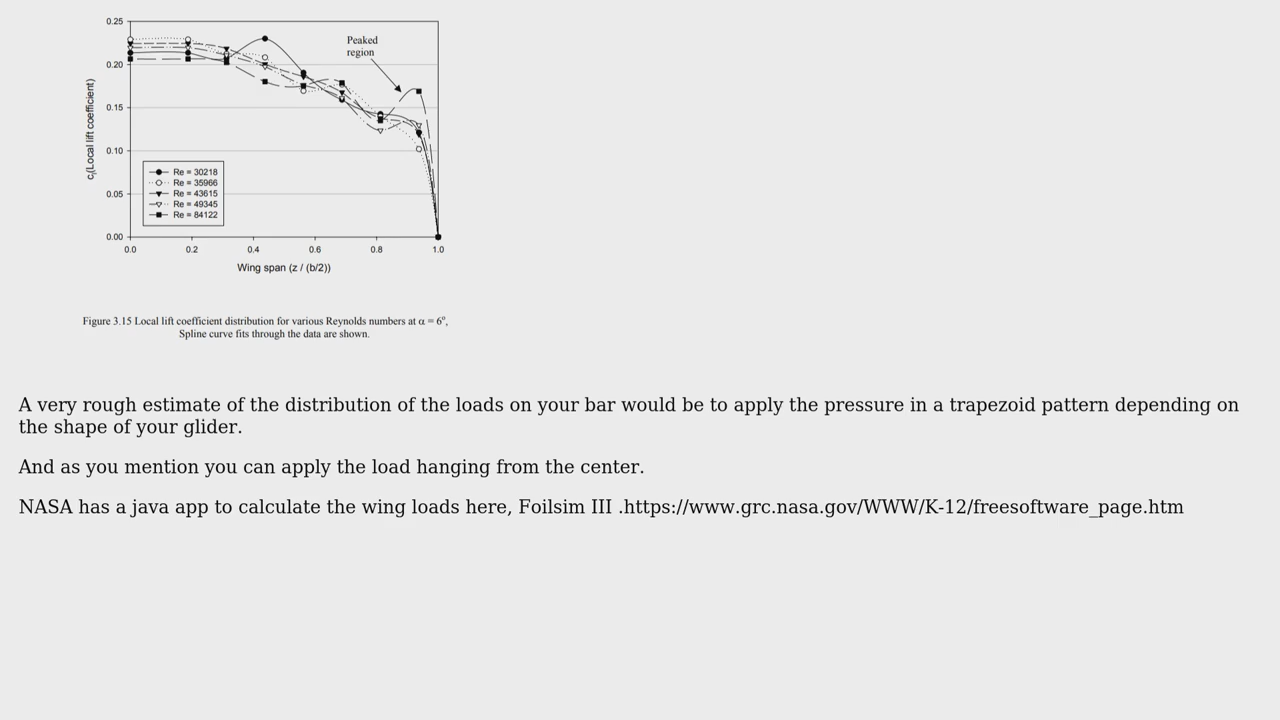 0.25
0.20
0.15
0.10
0.05
0.00
0.0 0.2 0.4 0.6 0.8 1.0
cl(Local lift coefficient)
Peaked
region
Re = 30218
Re = 35966
Re = 43615
Re = 49345
Re = 84122
Wing span (z / (b/2))
Figure 3.15 Local lift coefficient distribution for various Reynolds numbers at α = 6°,
Spline curve fits through the data are shown.
A very rough estimate of the distribution of the loads on your bar would be to apply the pressure in a trapezoid pattern depending on
the shape of your glider.
And as you mention you can apply the load hanging from the center.
NASA has a java app to calculate the wing loads here, Foilsim III .https://www.grc.nasa.gov/WWW/K-12/freesoftware_page.htm